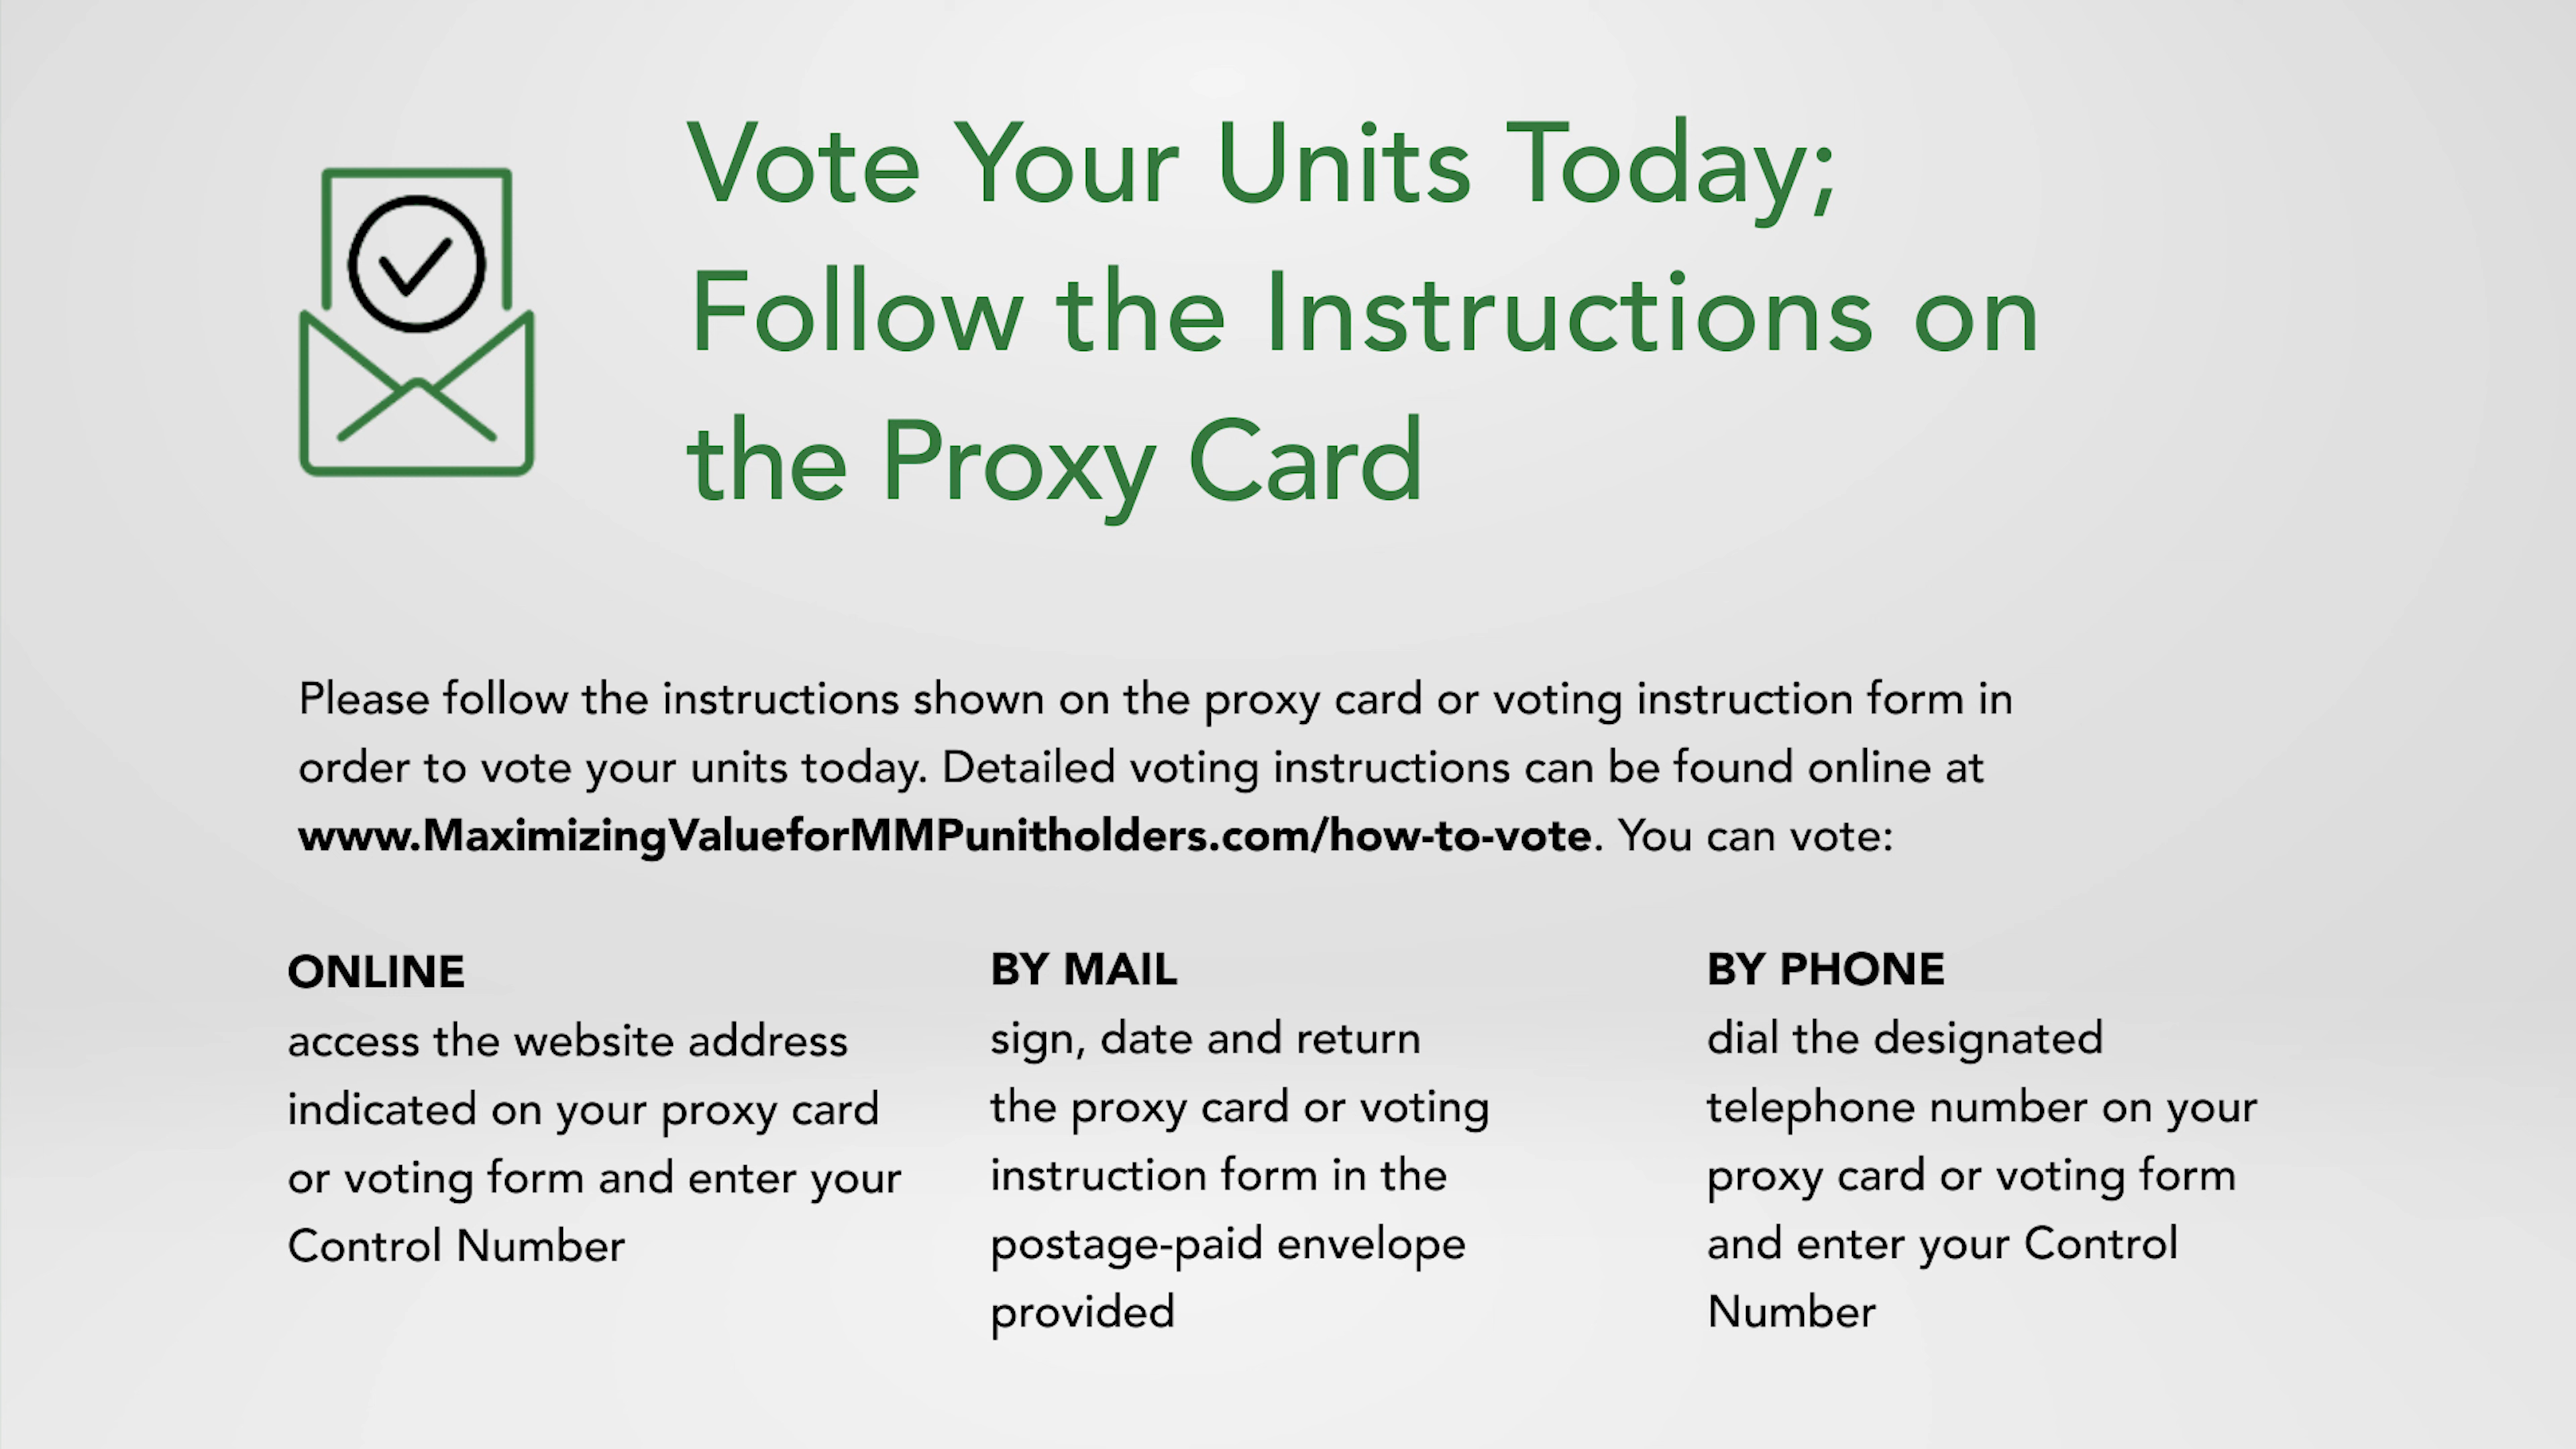 Vote Your Units Today;
Follow the Instructions on
the Proxy Card
Please follow the instructions shown on the proxy card or voting instruction form in
order to vote your units today. Detailed voting instructions can be found online at
www.MaximizingValueforMMPunitholders.com/how-to-vote. You can vote:
ONLINE
access the website address
indicated on your proxy card
or voting form and enter your
Control Number
BY MAIL
sign, date and return
the proxy card or voting
instruction form in the
postage-paid envelope
provided
BY PHONE
dial the designated
telephone number on your
proxy card or voting form
and enter your Control
Number